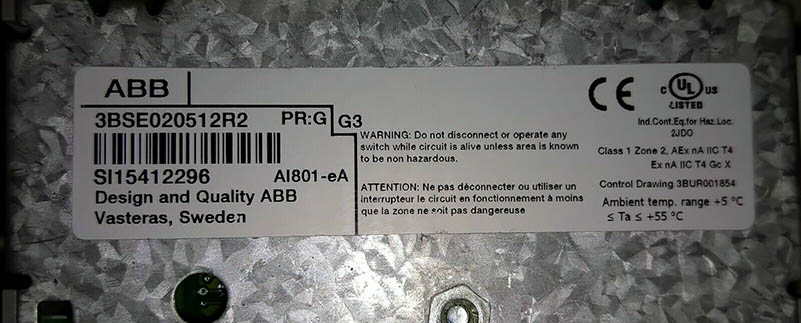 ABB
3BSE020512R2 PR:G G3
SI15412296 AI801-eA
Design and Quality ABB
Vasteras, Sweden
WARNING: Do not disconnect or operate any
switch while circuit is alive unless area is known
to be non hazardous.
ATTENTION: Ne pas déconnecter ou utiliser un
interrupteur le circuit en fonctionnement à moins
que la zone ne soit pas dangereuse
CE
C UL US
LISTED
Ind.Cont.Eq.for Haz.Loc.
2JDO
Class 1 Zone 2, AEx nA IIC T4
Ex nA IIC T4 Gc X
Control Drawing 3BUR001854
Ambient temp. range +5 °C
≤ Ta ≤ +55 °C